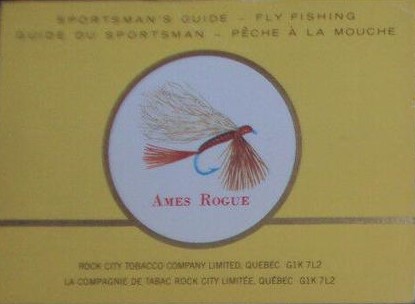 SPORTSMAN'S GUIDE - FLY FISHING
GUIDE DU SPORTSMAN - PÊCHE À LA MOUCHE
AMES ROGUE
ROCK CITY TOBACCO COMPANY LIMITED, QUEBEC G1K 7L2
LA COMPAGNIE DE TABAC ROCK CITY LIMITÉE, QUÉBEC G1K 7L2